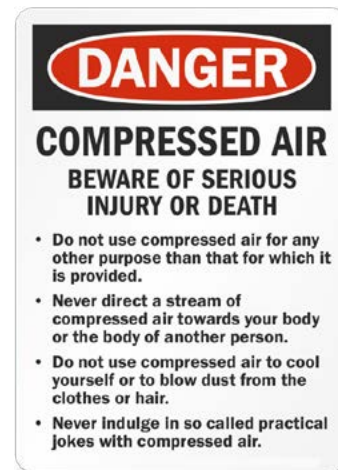 DANGER
COMPRESSED AIR
BEWARE OF SERIOUS
INJURY OR DEATH
• Do not use compressed air for any
other purpose than that for which it
is provided.
• Never direct a stream of
compressed air towards your body
or the body of another person.
• Do not use compressed air to cool
yourself or to blow dust from the
clothes or hair.
• Never indulge in so called practical
jokes with compressed air.